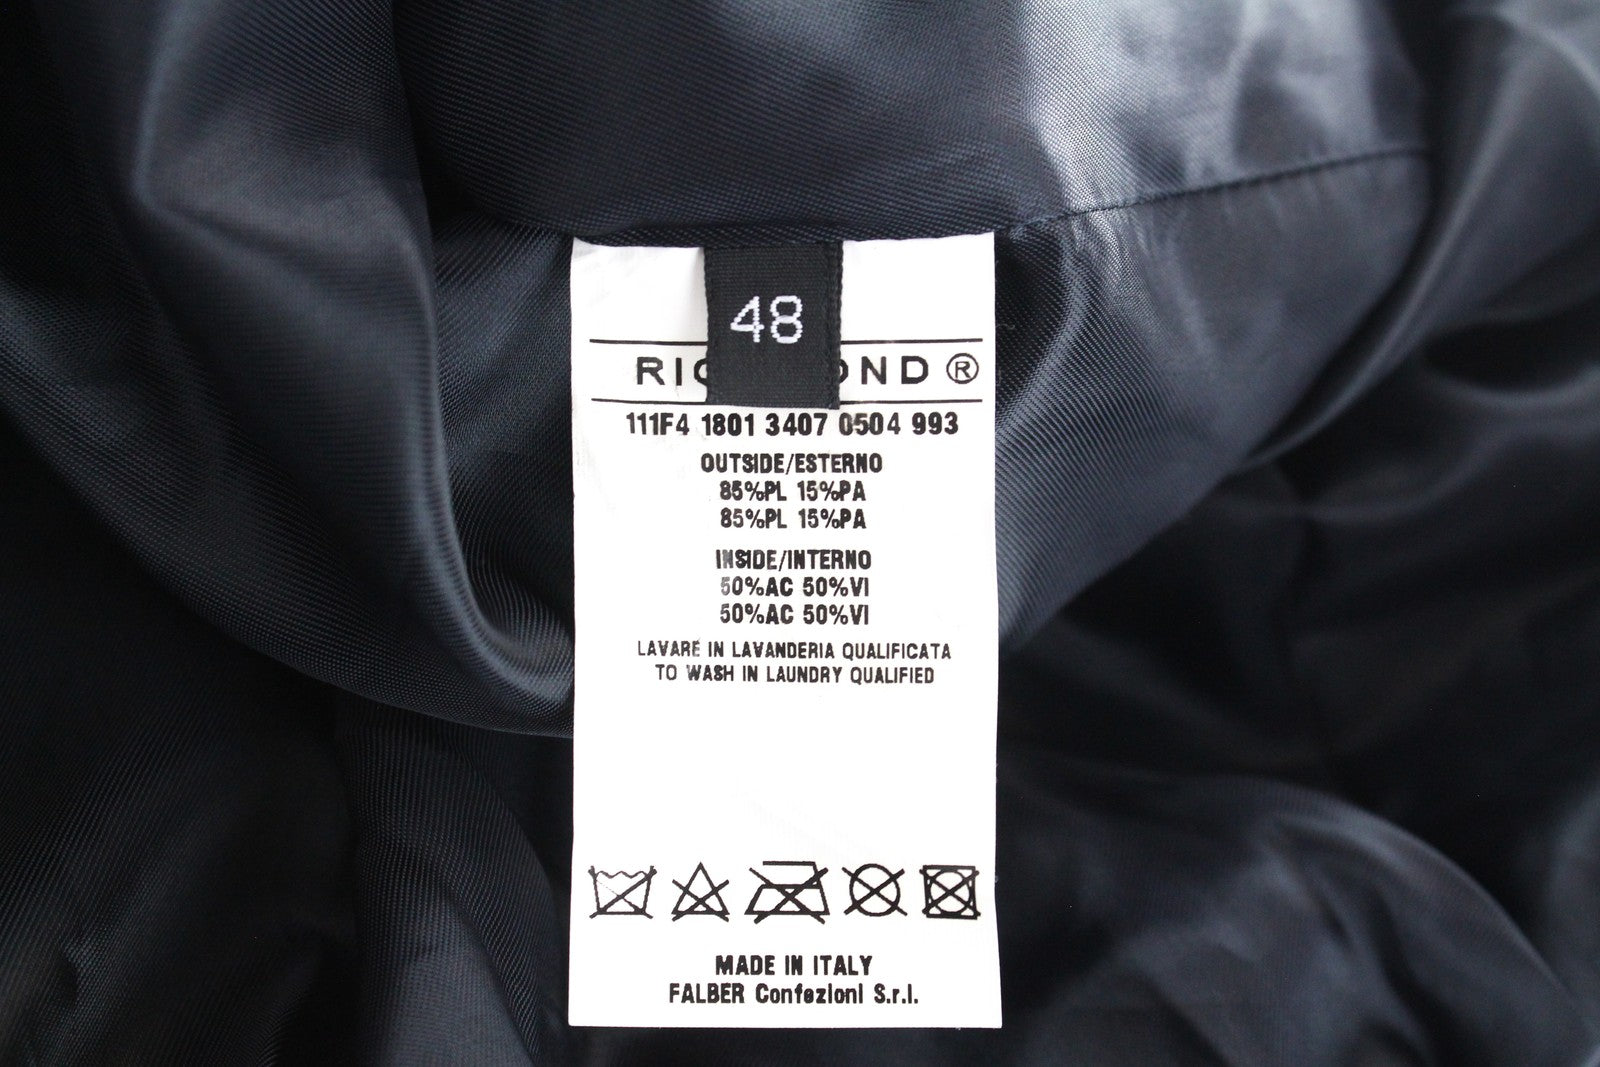 48
111F4 1801 3407 0504 993
OUTSIDE/ESTERNO
85%PL 15%PA
85%PL 15%PA
INSIDE/INTERNO
50%AC 50%VI
50%AC 50%VI
LAVARE IN LAVANDERIA QUALIFICATA
TO WASH IN LAUNDRY QUALIFIED
MADE IN ITALY
FALBER Confezioni S.r.l.